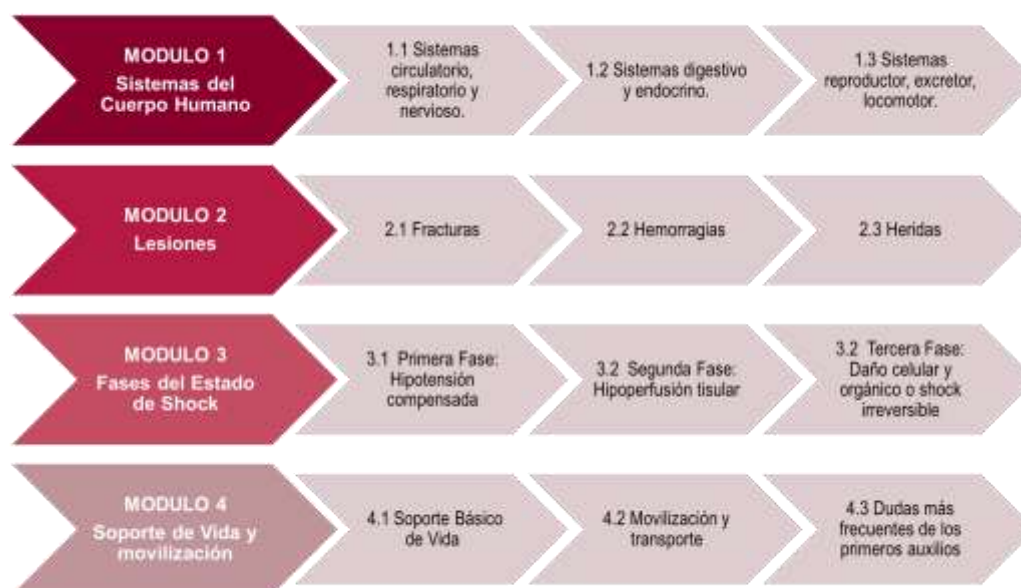 MODULO 1
Sistemas del
Cuerpo Humano
1.1 Sistemas
circulatorio,
respiratorio y
nervioso.
1.2 Sistemas digestivo
y endocrino.
1.3 Sistemas
reproductor, excretor,
locomotor.
MODULO 2
Lesiones
2.1 Fracturas
2.2 Hemorragias
2.3 Heridas
MODULO 3
Fases del Estado
de Shock
3.1 Primera Fase:
Hipotensión
compensada
3.2 Segunda Fase:
Hipoperfusión tisular
3.2 Tercera Fase:
Daño celular y
orgánico o shock
irreversible
MODULO 4
Soporte de Vida y
movilización
4.1 Soporte Básico
de Vida
4.2 Movilización y
transporte
4.3 Dudas más
frecuentes de los
primeros auxilios